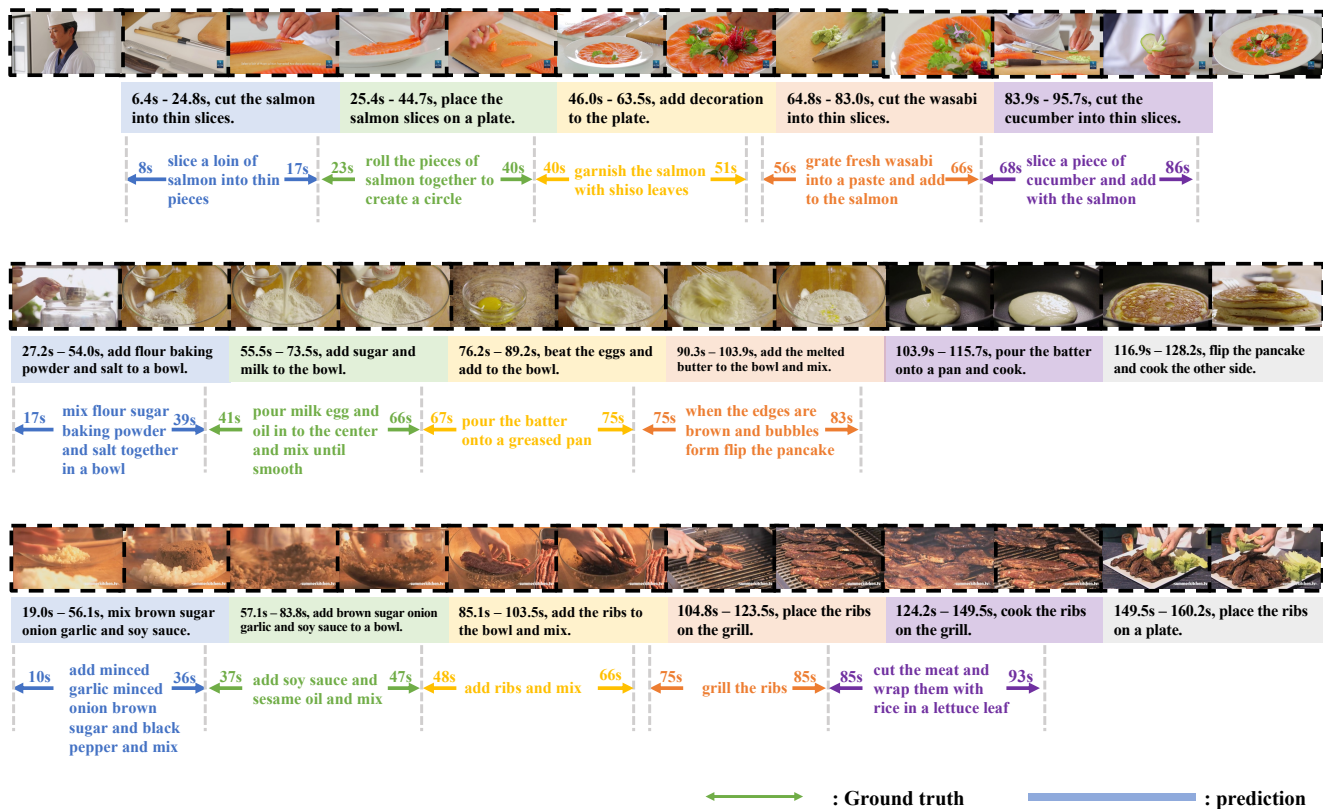 6.4s - 24.8s, cut the salmon
into thin slices.
25.4s - 44.7s, place the
salmon slices on a plate.
46.0s - 63.5s, add decoration
to the plate.
64.8s - 83.0s, cut the wasabi
into thin slices.
83.9s - 95.7s, cut the
cucumber into thin slices.
8s
slice a loin of
salmon into thin
pieces
17s
23s
roll the pieces of
salmon together to
create a circle
40s
40s
garnish the salmon
with shiso leaves
51s
56s
grate fresh wasabi
into a paste and add
to the salmon
66s
68s
slice a piece of
cucumber and add
with the salmon
86s
27.2s – 54.0s, add flour baking
powder and salt to a bowl.
55.5s – 73.5s, add sugar and
milk to the bowl.
76.2s – 89.2s, beat the eggs and
add to the bowl.
90.3s – 103.9s, add the melted
butter to the bowl and mix.
103.9s – 115.7s, pour the batter
onto a pan and cook.
116.9s – 128.2s, flip the pancake
and cook the other side.
17s
mix flour sugar
baking powder
and salt together
in a bowl
39s
41s
pour milk egg and
oil in to the center
and mix until
smooth
66s
67s
pour the batter
onto a greased pan
75s
75s
when the edges are
brown and bubbles
form flip the pancake
83s
19.0s – 56.1s, mix brown sugar
onion garlic and soy sauce.
57.1s – 83.8s, add brown sugar onion
garlic and soy sauce to a bowl.
85.1s – 103.5s, add the ribs to
the bowl and mix.
104.8s – 123.5s, place the ribs
on the grill.
124.2s – 149.5s, cook the ribs
on the grill.
149.5s – 160.2s, place the ribs
on a plate.
10s
add minced
garlic minced
onion brown
sugar and black
pepper and mix
36s
37s
add soy sauce and
sesame oil and mix
47s
48s
add ribs and mix
66s
75s
grill the ribs
85s
85s
cut the meat and
wrap them with
rice in a lettuce leaf
93s
: Ground truth
: prediction